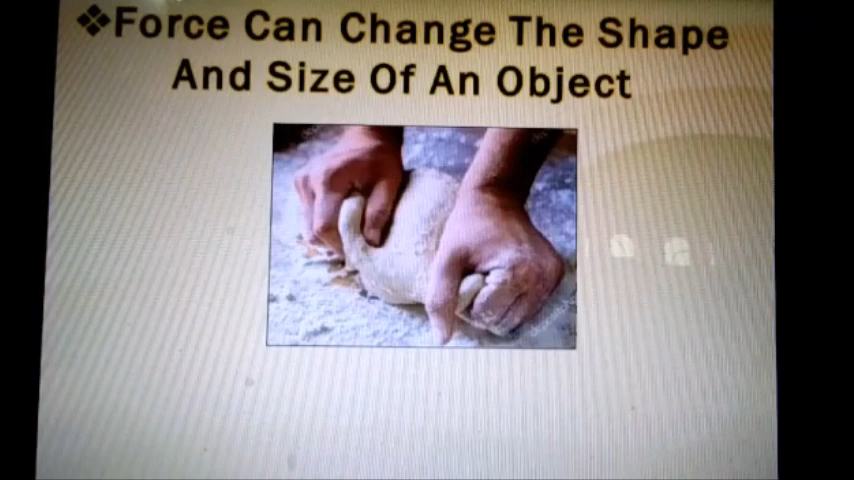 ❖Force Can Change The Shape
And Size Of An Object